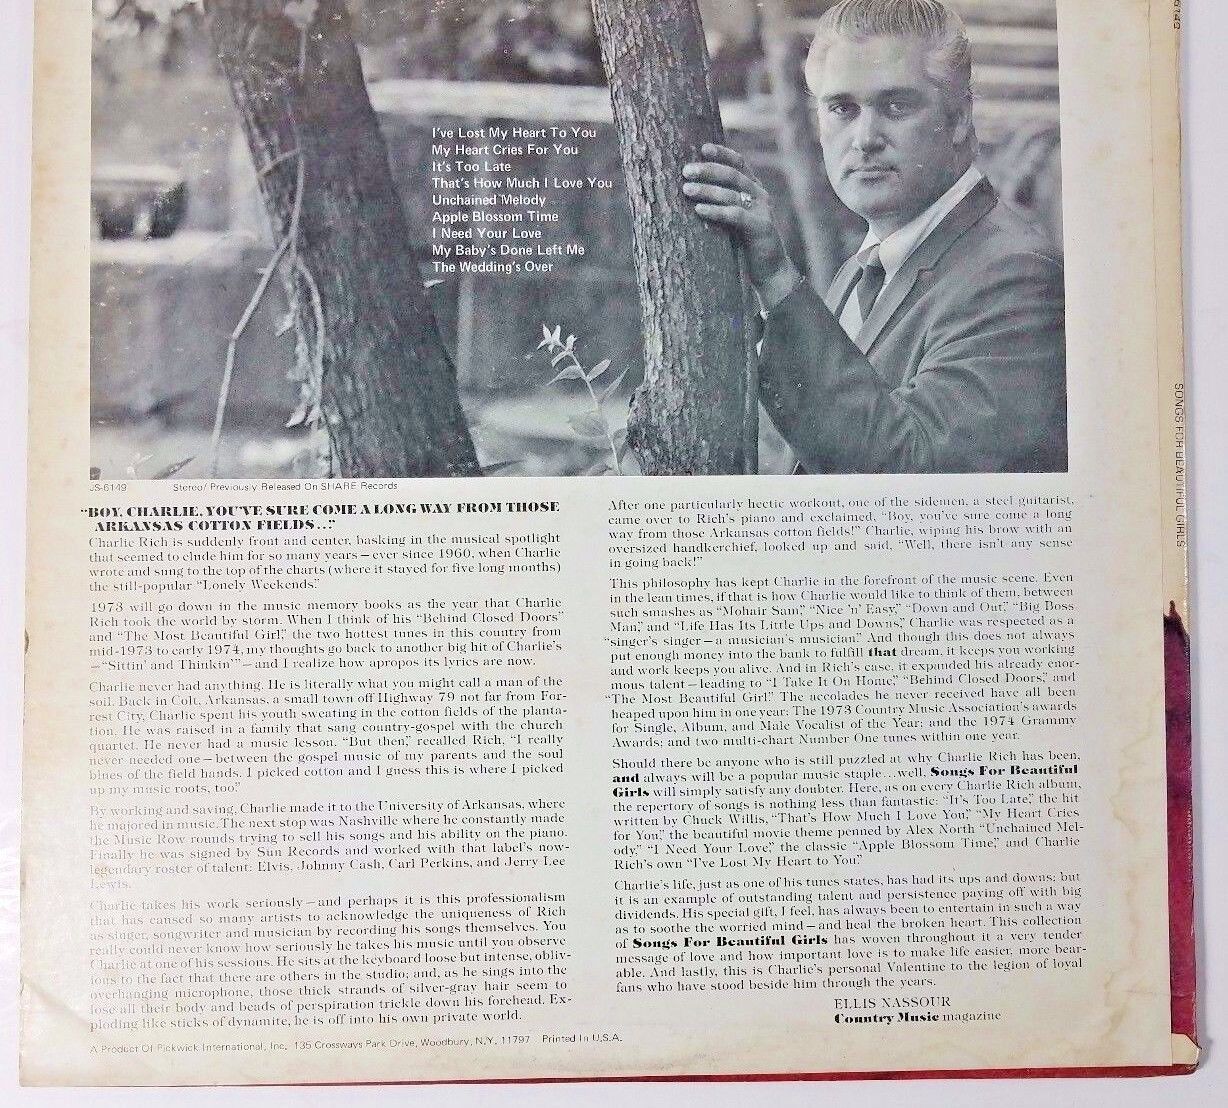 I've Lost My Heart To You
My Heart Cries For You
It's Too Late
That's How Much I Love You
Unchained Melody
Apple Blossom Time
I Need Your Love
My Baby's Done Left Me
The Wedding's Over
JS-6149 Stereo/ Previously Released On SHARE Records
"BOY, CHARLIE, YOU'VE SURE COME A LONG WAY FROM THOSE
ARKANSAS COTTON FIELDS..!"
Charlie Rich is suddenly front and center, basking in the musical spotlight
that seemed to elude him for so many years – ever since 1960, when Charlie
wrote and sung to the top of the charts (where it stayed for five long months)
the still-popular "Lonely Weekends."
1973 will go down in the music memory books as the year that Charlie
Rich took the world by storm. When I think of his "Behind Closed Doors"
and "The Most Beautiful Girl," the two hottest tunes in this country from
mid-1973 to early 1974, my thoughts go back to another big hit of Charlie's
–"Sittin' and Thinkin'" – and I realize how apropos its lyrics are now.
Charlie never had anything. He is literally what you might call a man of the
soil. Back in Colt, Arkansas, a small town off Highway 79 not far from For-
rest City, Charlie spent his youth sweating in the cotton fields of the planta-
tion. He was raised in a family that sang country-gospel with the church
quartet. He never had a music lesson. "But then," recalled Rich, "I really
never needed one – between the gospel music of my parents and the soul
blues of the field hands. I picked cotton and I guess this is where I picked
up my music roots, too."
By working and saving, Charlie made it to the University of Arkansas, where
he majored in music. The next stop was Nashville where he constantly made
the Music Row rounds trying to sell his songs and his ability on the piano.
Finally he was signed by Sun Records and worked with that label's now-
legendary roster of talent: Elvis, Johnny Cash, Carl Perkins, and Jerry Lee
Lewis.
Charlie takes his work seriously – and perhaps it is this professionalism
that has caused so many artists to acknowledge the uniqueness of Rich
as singer, songwriter and musician by recording his songs themselves. You
really could never know how seriously he takes his music until you observe
Charlie at one of his sessions. He sits at the keyboard loose but intense, obliv-
ious to the fact that there are others in the studio; and, as he sings into the
overhanging microphone, those thick strands of silver-gray hair seem to
lose all their body and beads of perspiration trickle down his forehead. Ex-
ploding like sticks of dynamite, he is off into his own private world.
After one particularly hectic workout, one of the sidemen, a steel guitarist,
came over to Rich's piano and exclaimed, "Boy, you've sure come a long
way from those Arkansas cotton fields!" Charlie, wiping his brow with an
oversized handkerchief, looked up and said, "Well, there isn't any sense
in going back!"
This philosophy has kept Charlie in the forefront of the music scene. Even
in the lean times, if that is how Charlie would like to think of them, between
such smashes as "Mohair Sam," "Nice 'n' Easy," "Down and Out," "Big Boss
Man," and "Life Has Its Little Ups and Downs," Charlie was respected as a
"singer's singer – a musician's musician." And though this does not always
put enough money into the bank to fulfill that dream, it keeps you working
and work keeps you alive. And in Rich's case, it expanded his already enor-
mous talent – leading to "I Take It On Home," "Behind Closed Doors," and
"The Most Beautiful Girl." The accolades he never received have all been
heaped upon him in one year: The 1973 Country Music Association's awards
for Single, Album, and Male Vocalist of the Year; and the 1974 Grammy
Awards; and two multi-chart Number One tunes within one year.
Should there be anyone who is still puzzled at why Charlie Rich has been,
and always will be a popular music staple...well, Songs For Beautiful
Girls will simply satisfy any doubter. Here, as on every Charlie Rich album,
the repertory of songs is nothing less than fantastic: "It's Too Late," the hit
written by Chuck Willis, "That's How Much I Love You," "My Heart Cries
for You," the beautiful movie theme penned by Alex North "Unchained Mel-
ody," "I Need Your Love," the classic "Apple Blossom Time," and Charlie
Rich's own "I've Lost My Heart to You."
Charlie's life, just as one of his tunes states, has had its ups and downs; but
it is an example of outstanding talent and persistence paying off with big
dividends. His special gift, I feel, has always been to entertain in such a way
as to soothe the worried mind – and heal the broken heart. This collection
of Songs For Beautiful Girls has woven throughout it a very tender
message of love and how important love is to make life easier, more bear-
able. And lastly, this is Charlie's personal Valentine to the legion of loyal
fans who have stood beside him through the years.
ELLIS NASSOUR
Country Music magazine
A Product Of Pickwick International, Inc. 135 Crossways Park Drive, Woodbury, N.Y. 11797 Printed In U.S.A.
SONGS FOR BEAUTIFUL GIRLS
6149